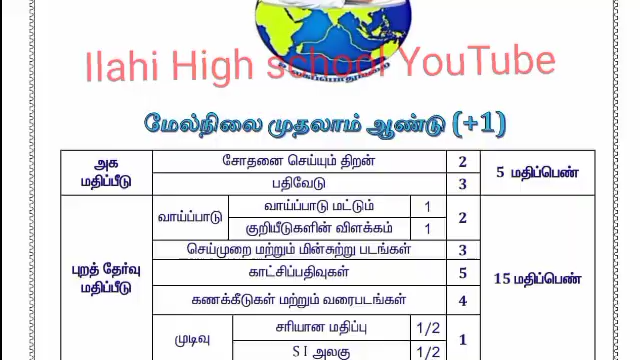 Ilahi High school YouTube
மேல்நிலை முதலாம் ஆண்டு (+1)
அக மதிப்பீடு
சோதனை செய்யும் திறன் 2
பதிவேடு 3
5 மதிப்பெண்
புறத் தேர்வு மதிப்பீடு
வாய்ப்பாடு
வாய்ப்பாடு மட்டும் 1
குறியீடுகளின் விளக்கம் 1
2
செய்முறை மற்றும் மின்சுற்று படங்கள் 3
காட்சிப்பதிவுகள் 5
கணக்கீடுகள் மற்றும் வரைபடங்கள் 4
முடிவு
சரியான மதிப்பு 1/2
S I அலகு 1/2
1
15 மதிப்பெண்